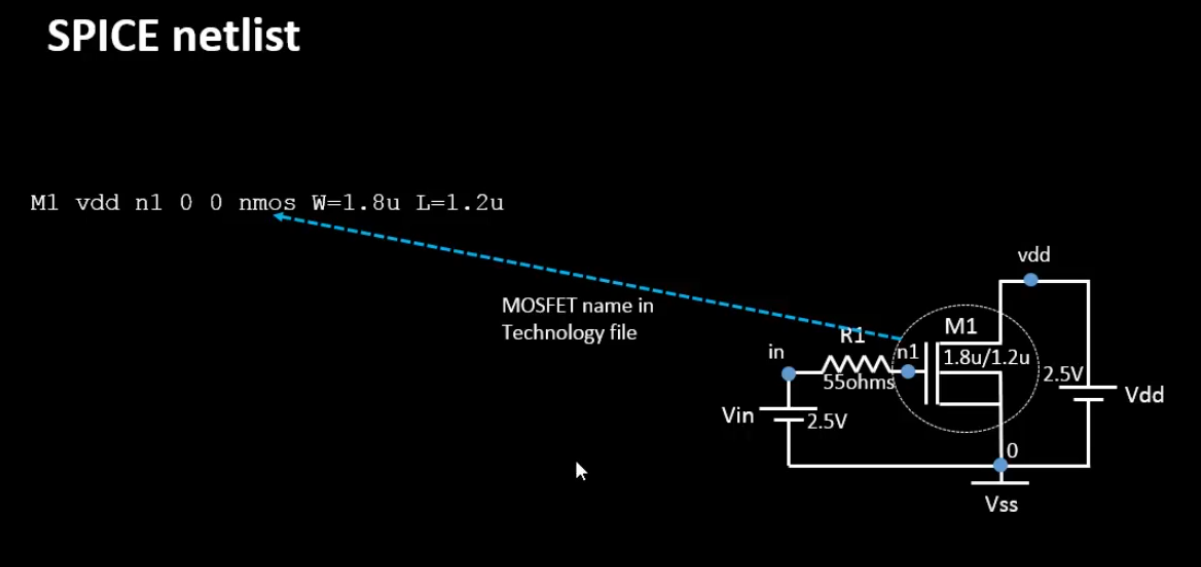 SPICE netlist
M1 vdd n1 0 0 nmos W=1.8u L=1.2u
MOSFET name in
Technology file
vdd
M1
R1
in
n1
1.8u/1.2u
55ohms
2.5V
Vdd
Vin
2.5V
0
Vss